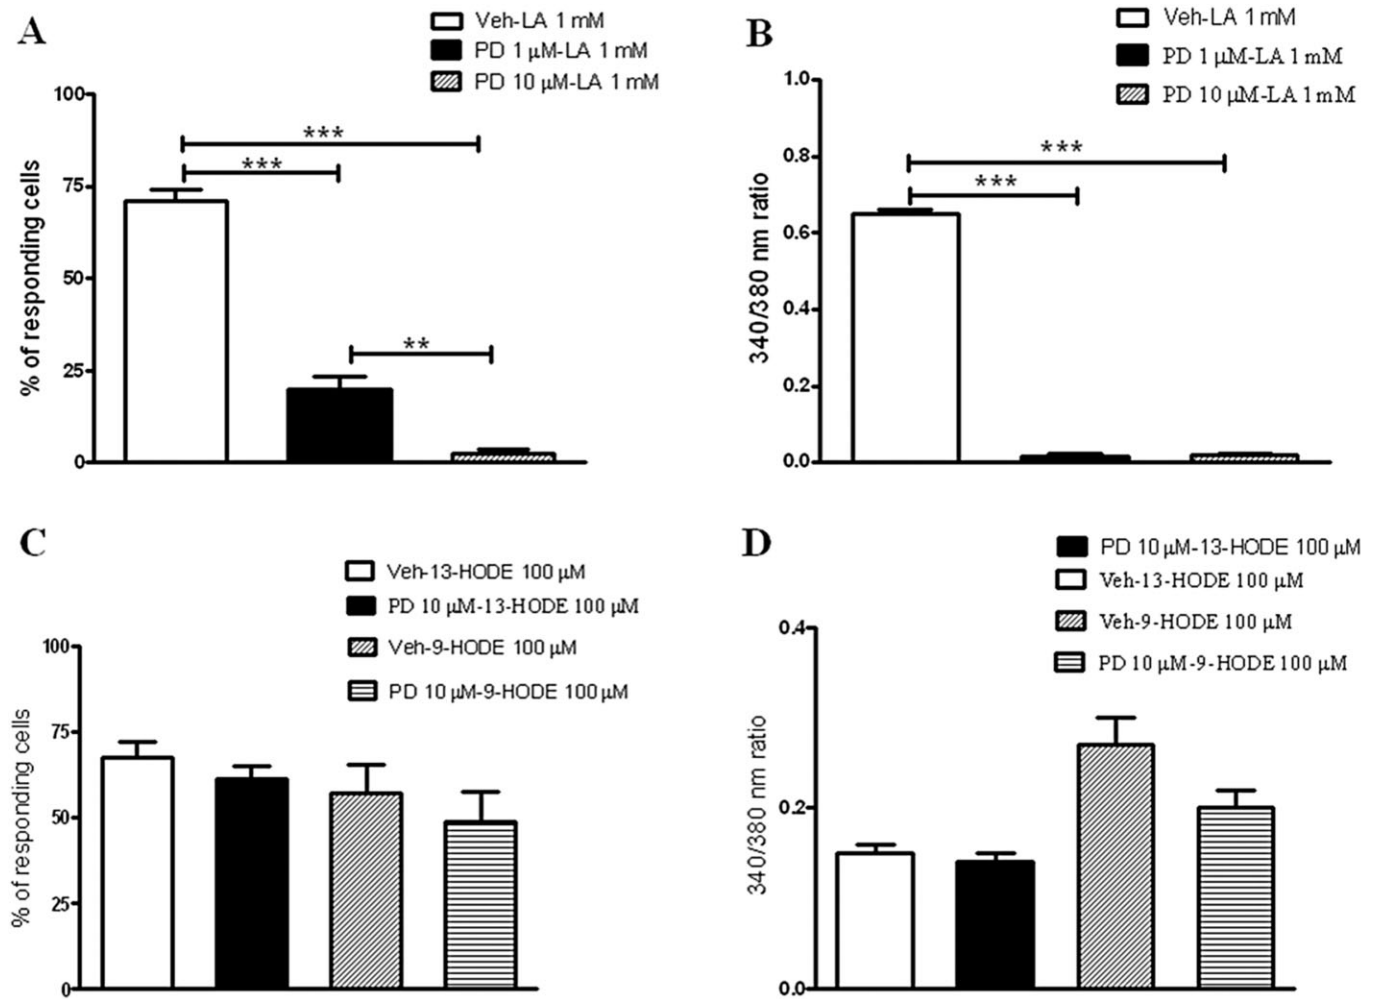 A
Veh-LA 1 mM
PD 1 µM-LA 1 mM
PD 10 µM-LA 1 mM
100
75
50
25
0
% of responding cells
***
***
**
B
Veh-LA 1 mM
PD 1 µM-LA 1 mM
PD 10 µM-LA 1 mM
1.0
0.8
0.6
0.4
0.2
0.0
340/380 nm ratio
***
***
C
Veh-13-HODE 100 µM
PD 10 µM-13-HODE 100 µM
Veh-9-HODE 100 µM
PD 10 µM-9-HODE 100 µM
100
75
50
25
0
% of responding cells
D
PD 10 µM-13-HODE 100 µM
Veh-13-HODE 100 µM
Veh-9-HODE 100 µM
PD 10 µM-9-HODE 100 µM
0.4
0.2
0.0
340/380 nm ratio